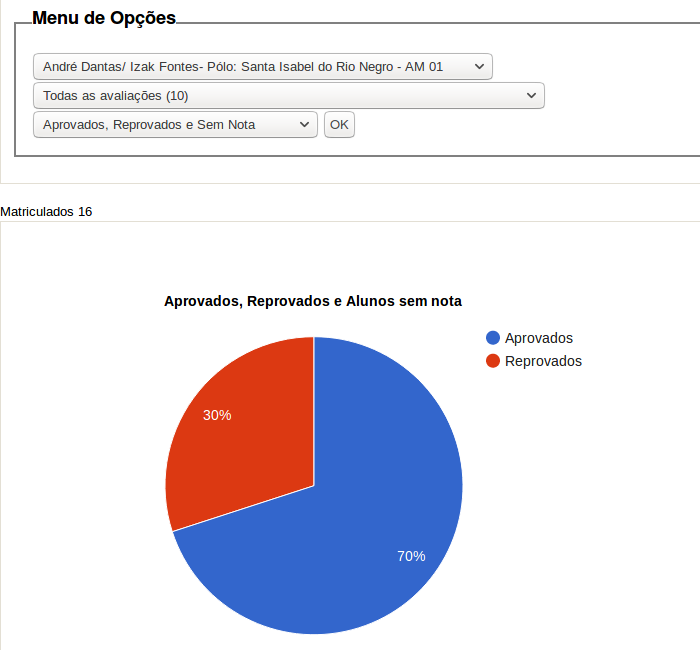 Menu de Opções
André Dantas/ Izak Fontes- Pólo: Santa Isabel do Rio Negro - AM 01
Todas as avaliações (10)
Aprovados, Reprovados e Sem Nota OK
Matriculados 16
Aprovados, Reprovados e Alunos sem nota
Aprovados
Reprovados
30%
70%